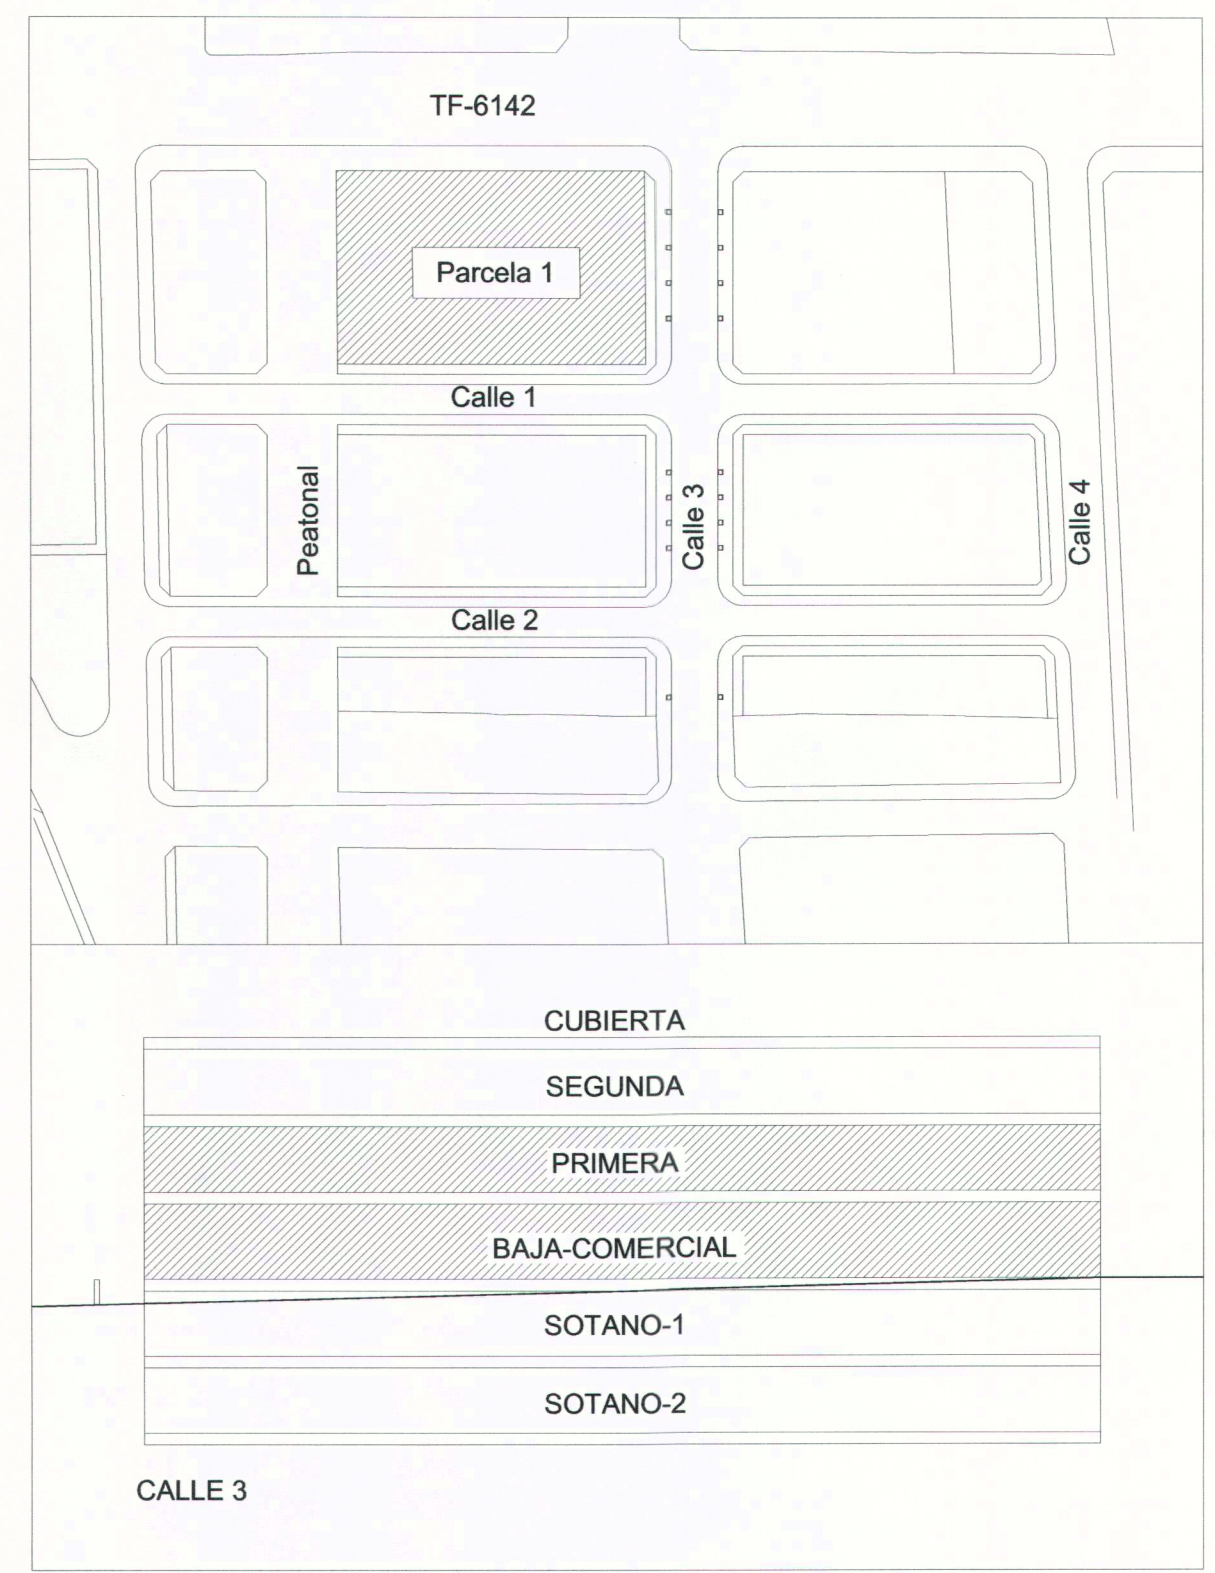 TF-6142
Parcela 1
Calle 1
Peatonal
Calle 3
Calle 4
Calle 2
CUBIERTA
SEGUNDA
PRIMERA
BAJA-COMERCIAL
SOTANO-1
SOTANO-2
CALLE 3